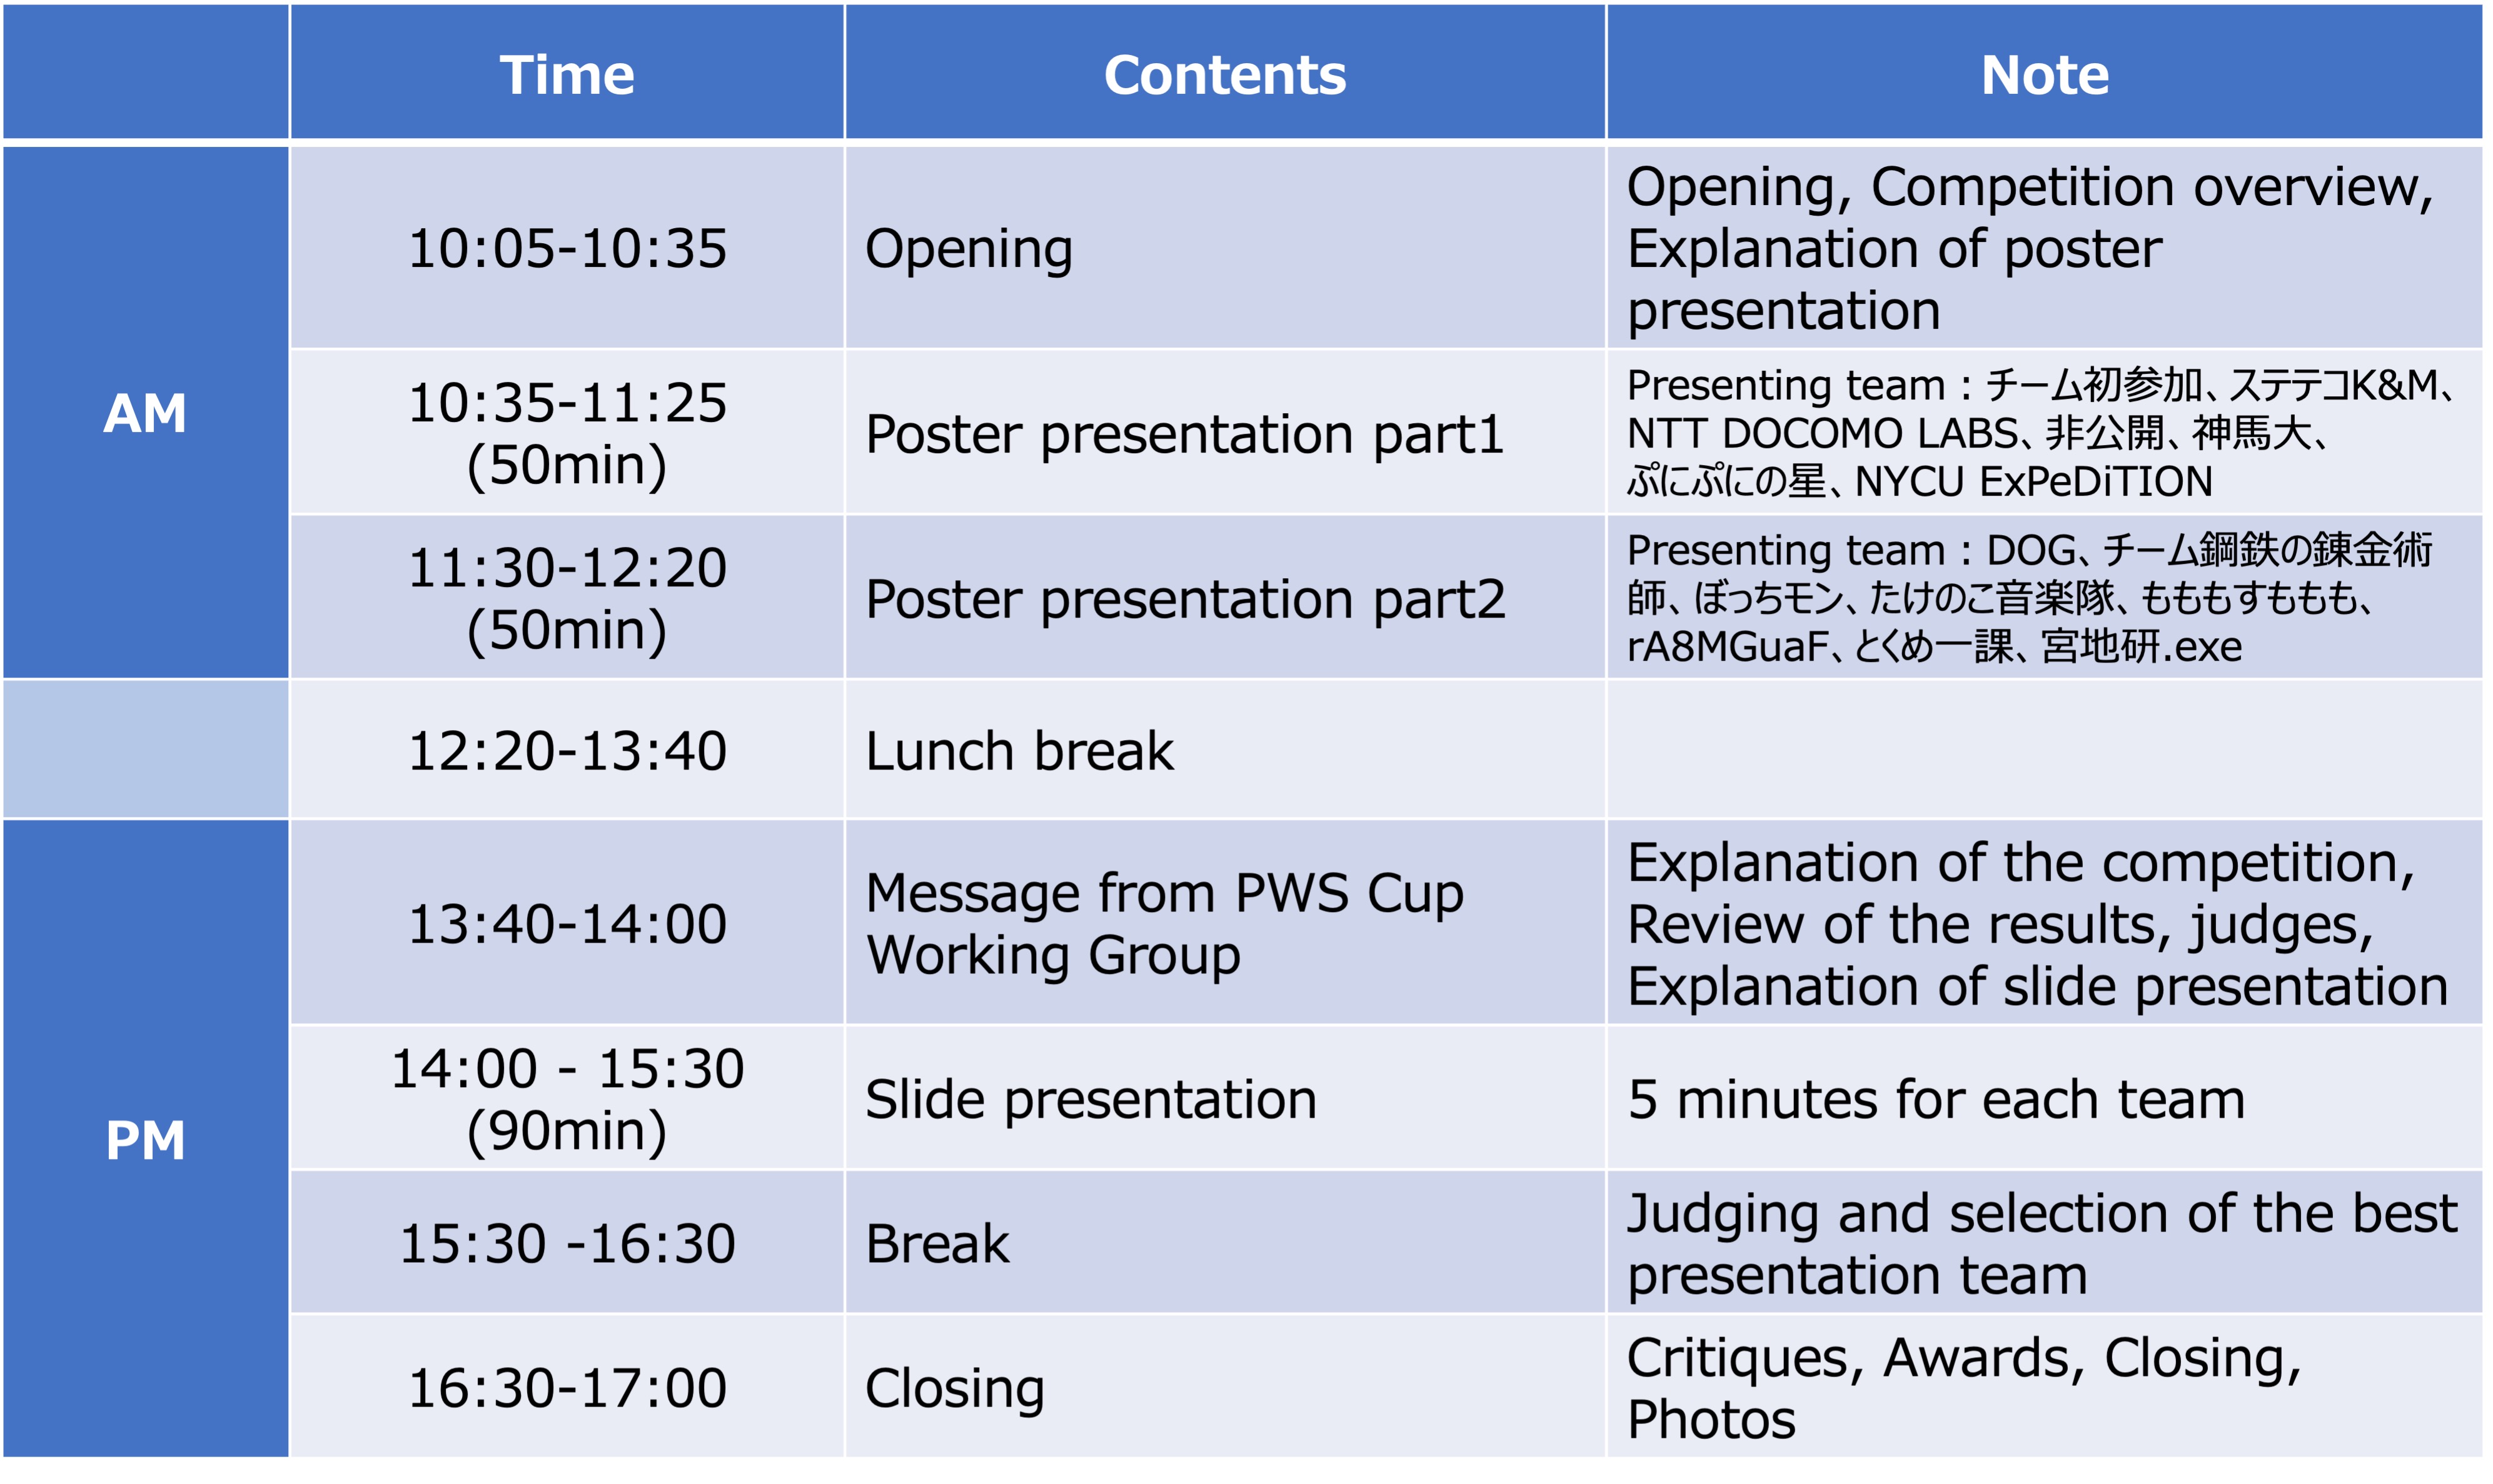 Time
Contents
Note
AM
10:05-10:35
Opening
Opening, Competition overview,
Explanation of poster
presentation
10:35-11:25
(50min)
Poster presentation part1
Presenting team：チーム初参加、ステテコK&M、
NTT DOCOMO LABS、非公開、神馬大、
ぷにぷにの星、NYCU ExPeDiTION
11:30-12:20
(50min)
Poster presentation part2
Presenting team：DOG、チーム鋼鉄の錬金術
師、ぼっちモン、たけのこ音楽隊、もももすももも、
rA8MGuaF、とくめ一課、宮地研.exe
12:20-13:40
Lunch break
PM
13:40-14:00
Message from PWS Cup
Working Group
Explanation of the competition,
Review of the results, judges,
Explanation of slide presentation
14:00 - 15:30
(90min)
Slide presentation
5 minutes for each team
15:30 -16:30
Break
Judging and selection of the best
presentation team
16:30-17:00
Closing
Critiques, Awards, Closing,
Photos